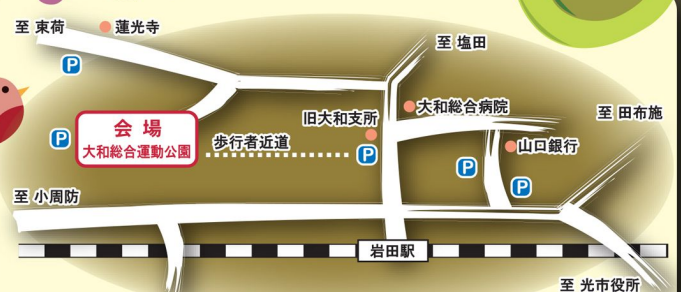 至 束荷
蓮光寺
至 塩田
P
大和総合病院
至 田布施
会場
大和総合運動公園
旧大和支所
P
歩行者近道
P
山口銀行
P
P
至 小周防
岩田駅
至 光市役所